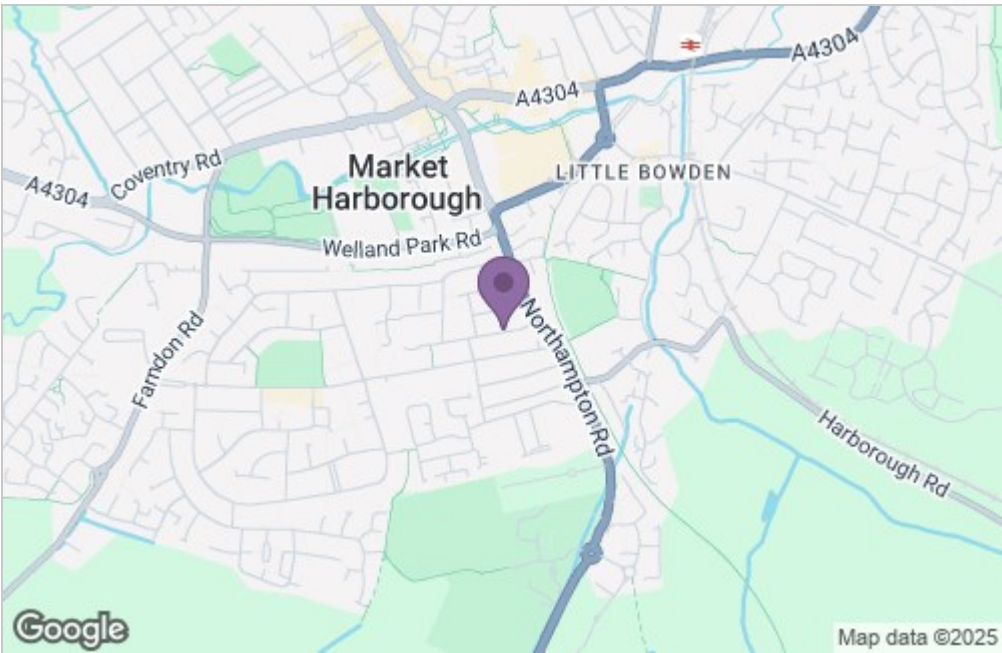 A4304
A4304
Coventry Rd
Market
Harborough
LITTLE BOWDEN
A4304
Welland Park Rd
Farndon Rd
Northampton Rd
Harborough Rd
Google
Map data ©2025